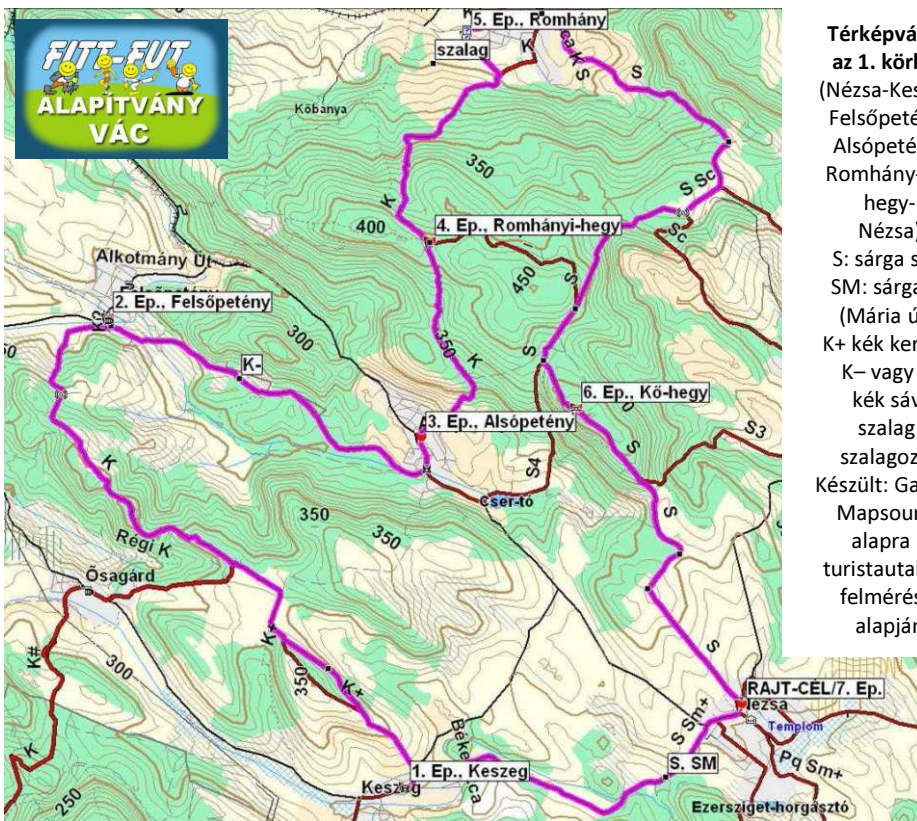 FITT-FUT
ALAPÍTVÁNY
VÁC
5. Ep., Romhány
szalag
K
K S
S
Kőbánya
350
S Sc
Sc
K
400
4. Ep., Romhányi-hegy
450
S
Alkotmány Út
2. Ep., Felsőpetény
300
350
K
S
K-
6. Ep., Kő-hegy
3. Ep., Alsópetény
S
S3
S4
K
Cser-tó
350
350
S
Régi K
Ősagárd
K+
K#
300
350
K+
S
RAJT-CÉL/7. Ep.
Templom
S Sm+
K
1. Ep., Keszeg
S. SM
Pq Sm+
Keszeg
250
Ezersziget-horgásztó
Térképvá
az 1. körl
(Nézsa-Kes
Felsőpeté
Alsópeté
Romhány-
hegy-
Nézsa)
S: sárga s
SM: sárga
(Mária ú
K+ kék ker
K– vagy
kék sáv
szalag
szalagoz
Készült: Ga
Mapsour
alapra
turistautal
felmérés
alapján